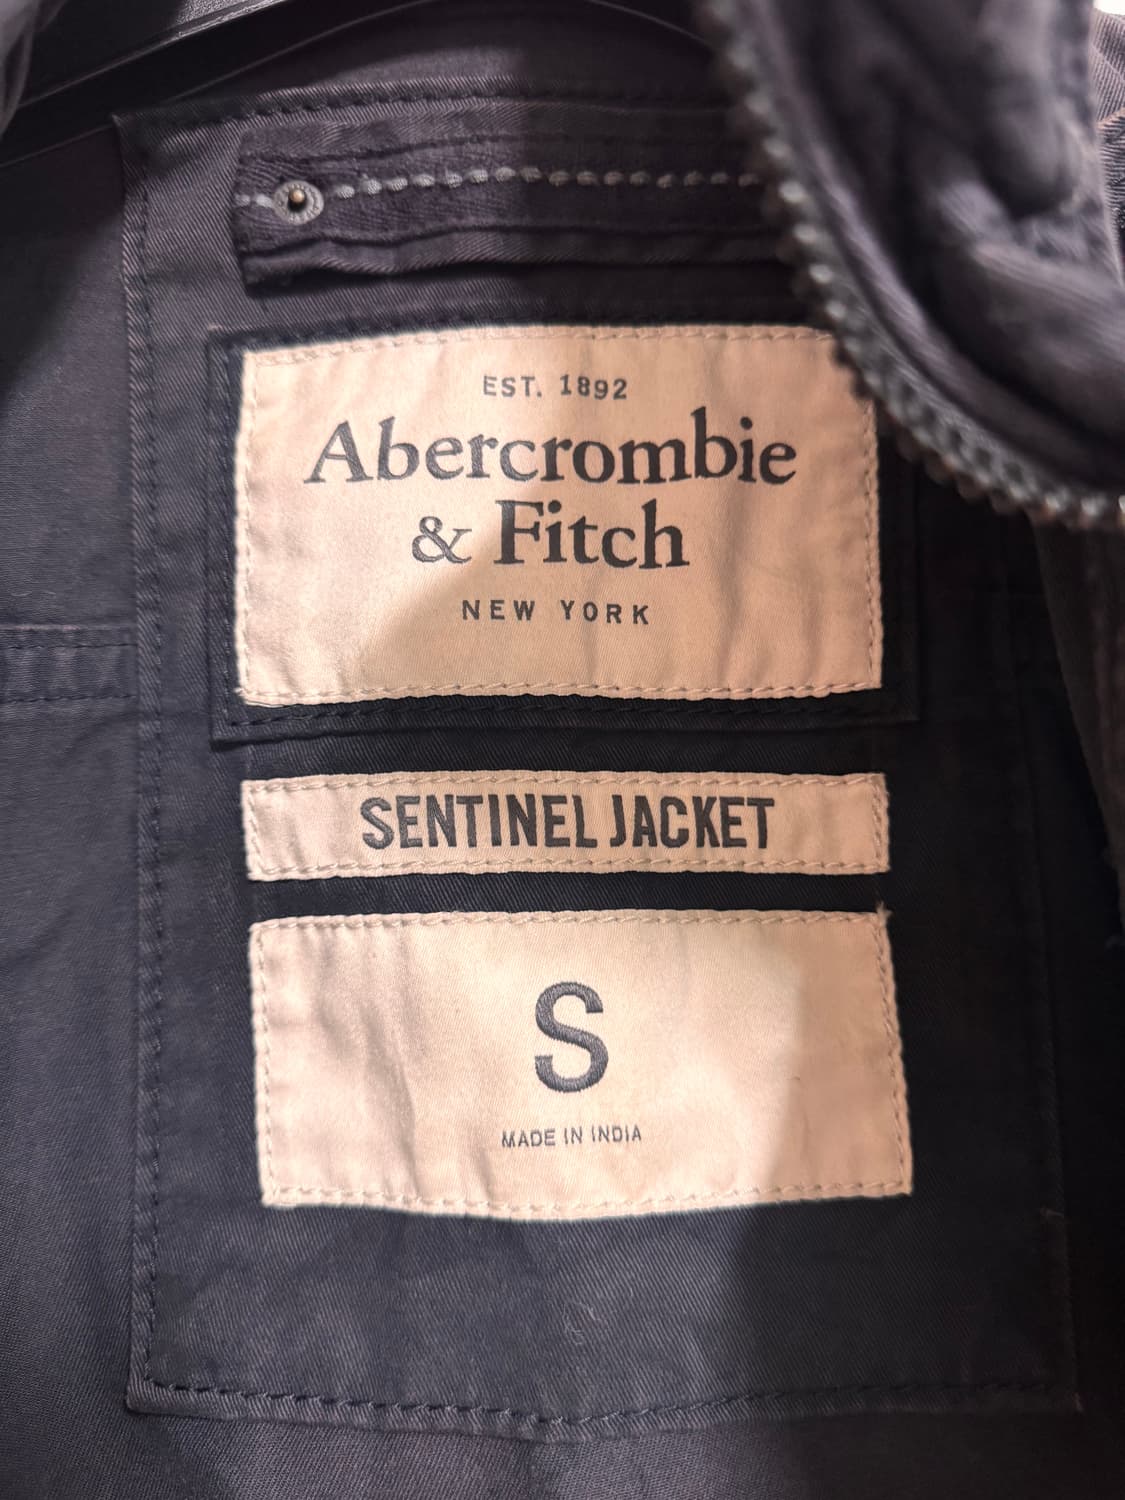 EST. 1892
Abercrombie
& Fitch
NEW YORK
SENTINEL JACKET
S
MADE IN INDIA